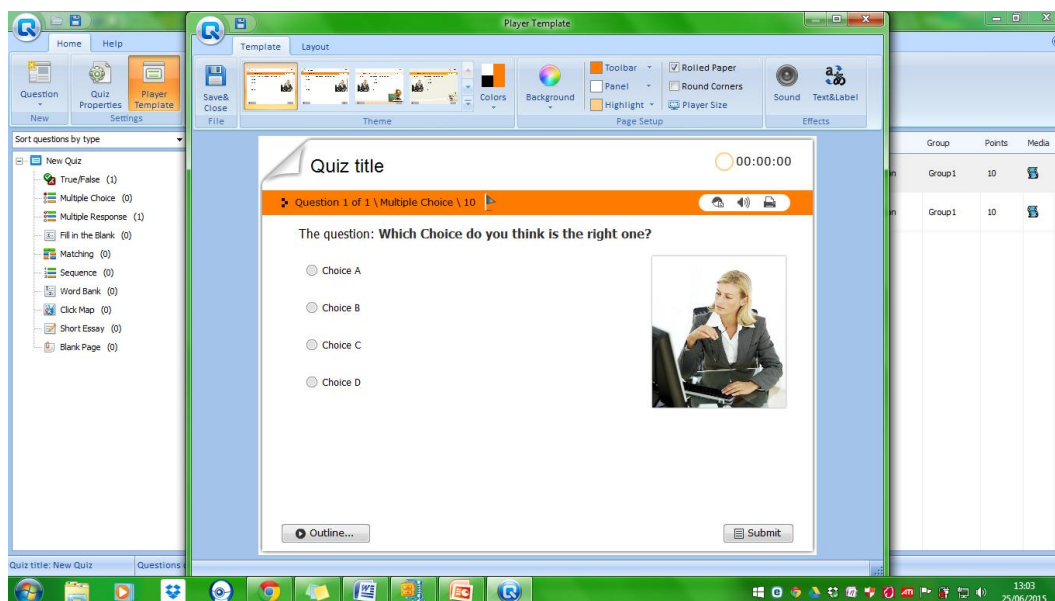 Player Template
Home Help
Template Layout
Question
Quiz Properties
Player Template
New Settings
Save& Close
File
Theme
Colors
Background
Toolbar
Panel
Highlight
Rolled Paper
Round Corners
Player Size
Page Setup
Sound Text&Label
Effects
Sort questions by type
New Quiz
True/False (1)
Multiple Choice (0)
Multiple Response (1)
Fill in the Blank (0)
Matching (0)
Sequence (0)
Word Bank (0)
Click Map (0)
Short Essay (0)
Blank Page (0)
Quiz title
00:00:00
Question 1 of 1 \ Multiple Choice \ 10
The question: Which Choice do you think is the right one?
Choice A
Choice B
Choice C
Choice D
Outline...
Submit
Group Points Media
Group1 10
Group1 10
Quiz title: New Quiz
Questions
13:03
25/06/2015